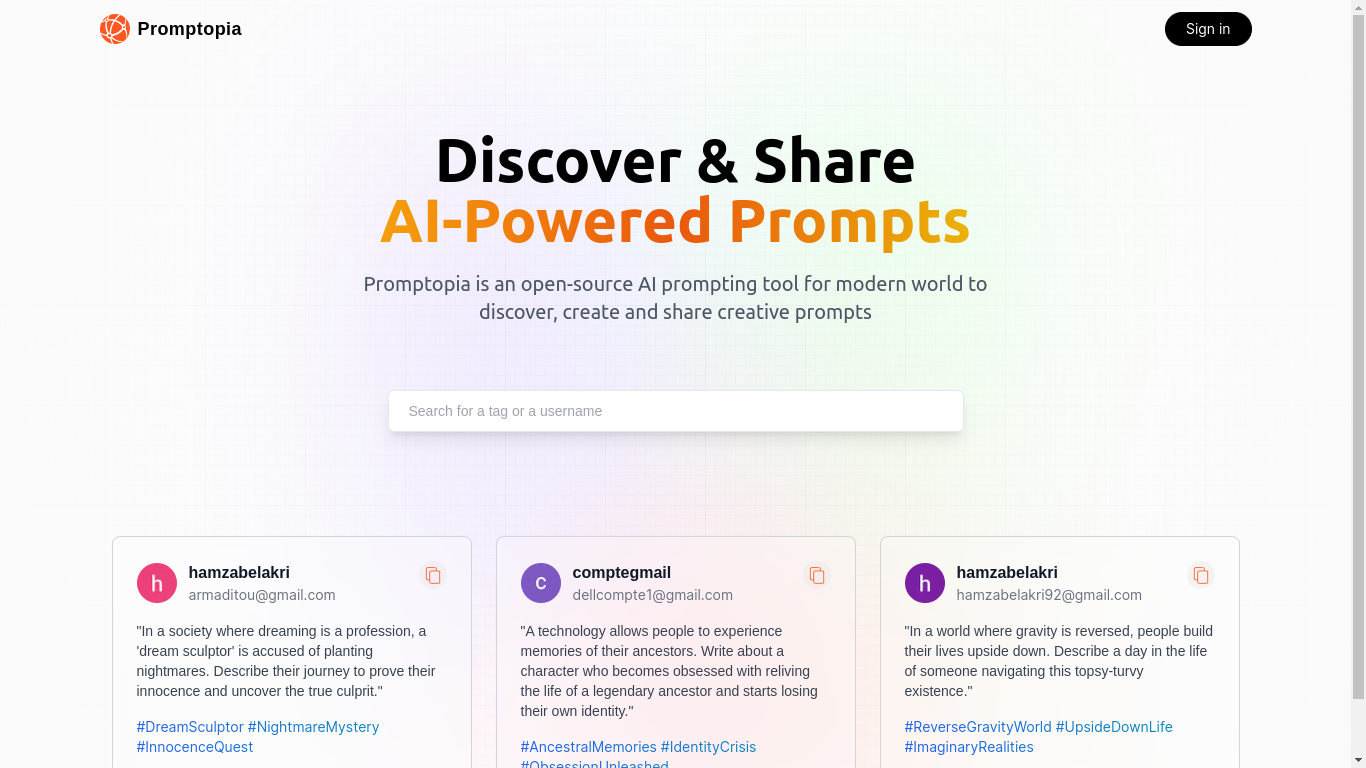 Promptopia
Sign in
Discover & Share
AI-Powered Prompts
Promptopia is an open-source AI prompting tool for modern world to
discover, create and share creative prompts
Search for a tag or a username
h
hamzabelakri
armaditou@gmail.com
"In a society where dreaming is a profession, a
'dream sculptor' is accused of planting
nightmares. Describe their journey to prove their
innocence and uncover the true culprit."
#DreamSculptor #NightmareMystery
#InnocenceQuest
c
comptegmail
dellcompte1@gmail.com
"A technology allows people to experience
memories of their ancestors. Write about a
character who becomes obsessed with reliving
the life of a legendary ancestor and starts losing
their own identity."
#AncestralMemories #IdentityCrisis
#ObsessionUnleashed
h
hamzabelakri
hamzabelakri92@gmail.com
"In a world where gravity is reversed, people build
their lives upside down. Describe a day in the life
of someone navigating this topsy-turvy
existence."
#ReverseGravityWorld #UpsideDownLife
#ImaginaryRealities